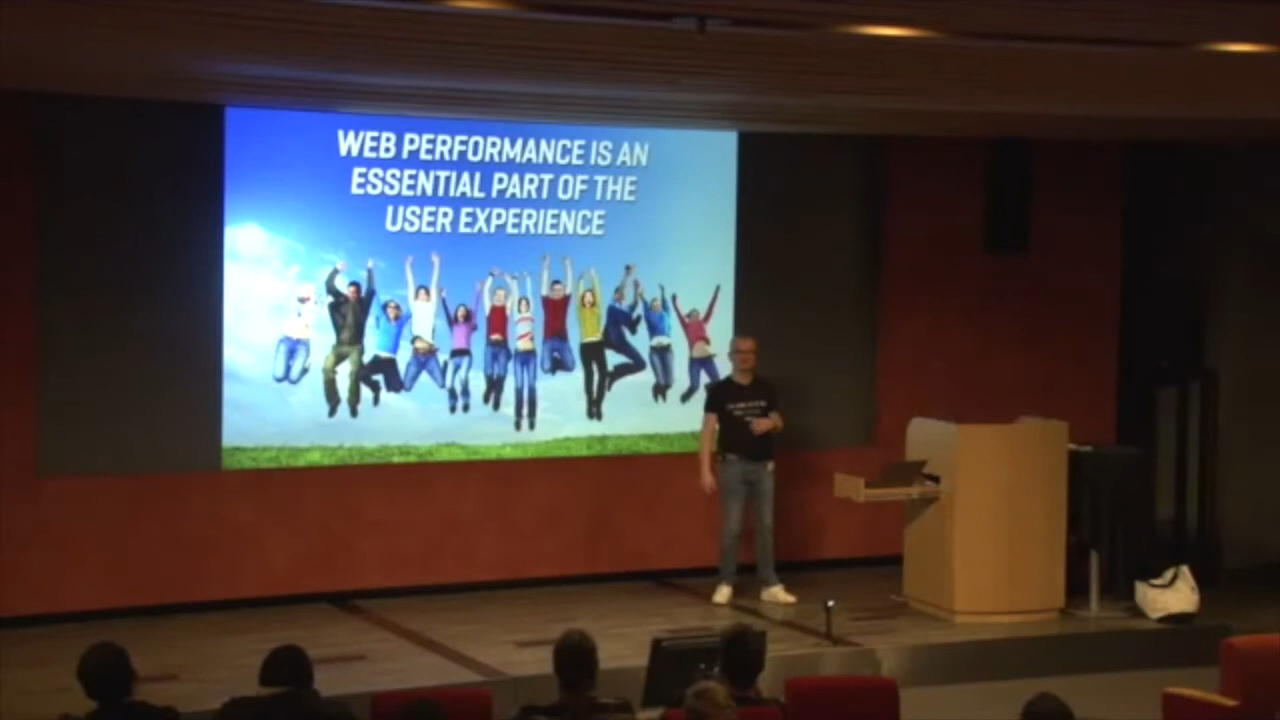 WEB PERFORMANCE IS AN
ESSENTIAL PART OF THE
USER EXPERIENCE